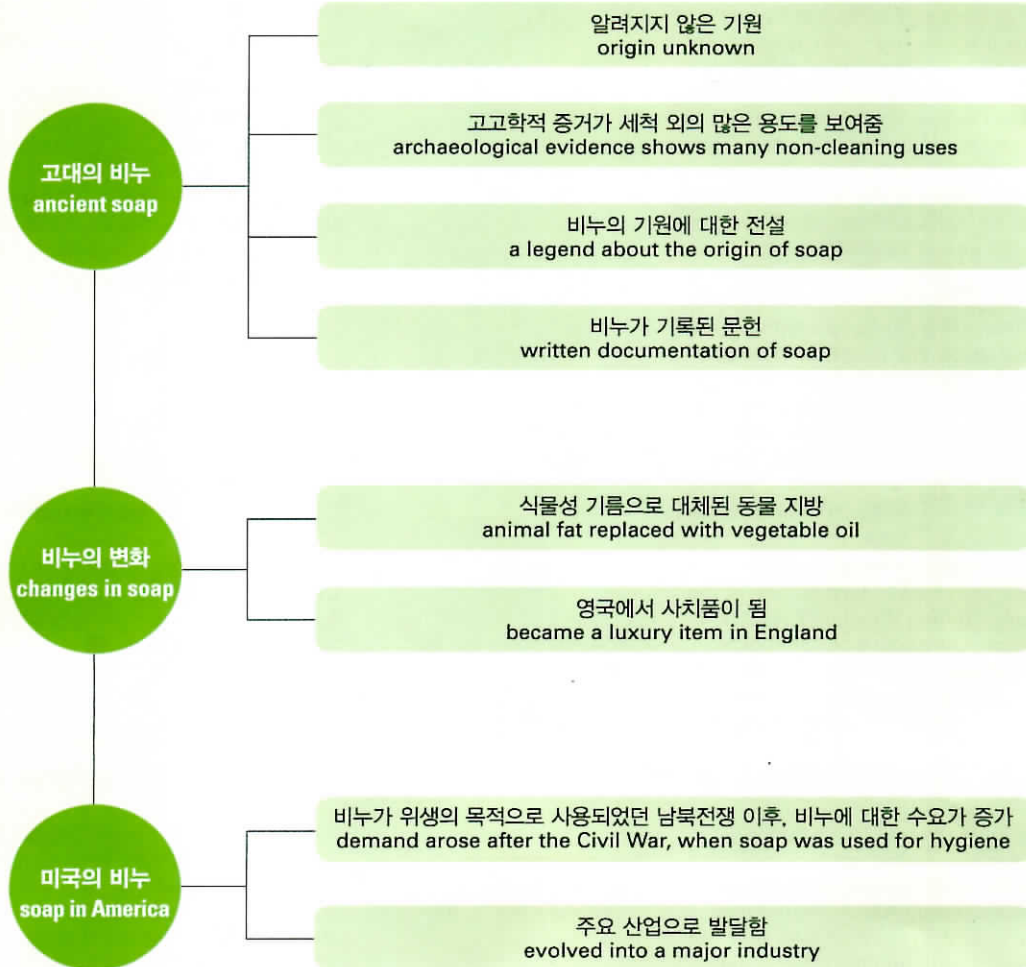 고대의 비누
ancient soap
알려지지 않은 기원
origin unknown
고고학적 증거가 세척 외의 많은 용도를 보여줌
archaeological evidence shows many non-cleaning uses
비누의 기원에 대한 전설
a legend about the origin of soap
비누가 기록된 문헌
written documentation of soap
비누의 변화
changes in soap
식물성 기름으로 대체된 동물 지방
animal fat replaced with vegetable oil
영국에서 사치품이 됨
became a luxury item in England
미국의 비누
soap in America
비누가 위생의 목적으로 사용되었던 남북전쟁 이후, 비누에 대한 수요가 증가
demand arose after the Civil War, when soap was used for hygiene
주요 산업으로 발달함
evolved into a major industry